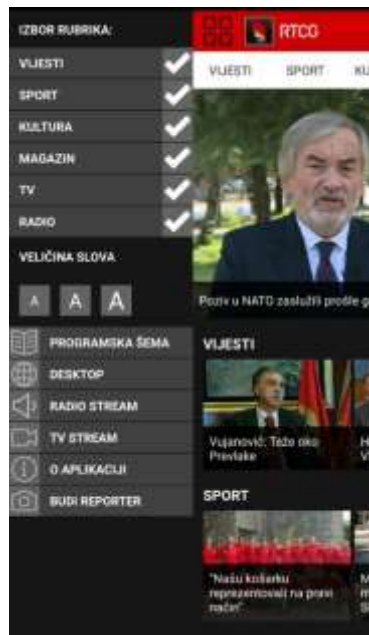 IZBOR RUBRIKA:
VIJESTI
SPORT
KULTURA
MAGAZIN
TV
RADIO
VELIČINA SLOVA
A A A
PROGRAMSKA ŠEMA
DESKTOP
RADIO STREAM
TV STREAM
O APLIKACIJI
BUDI REPORTER
RTCG
VIJESTI SPORT KU
Poziv u NATO zaslužili prošle g
VIJESTI
Vujanović: Teže oko
Prevlake
H
V
SPORT
"Našu košarku
reprezentovali na pravi
način"
M
m
S